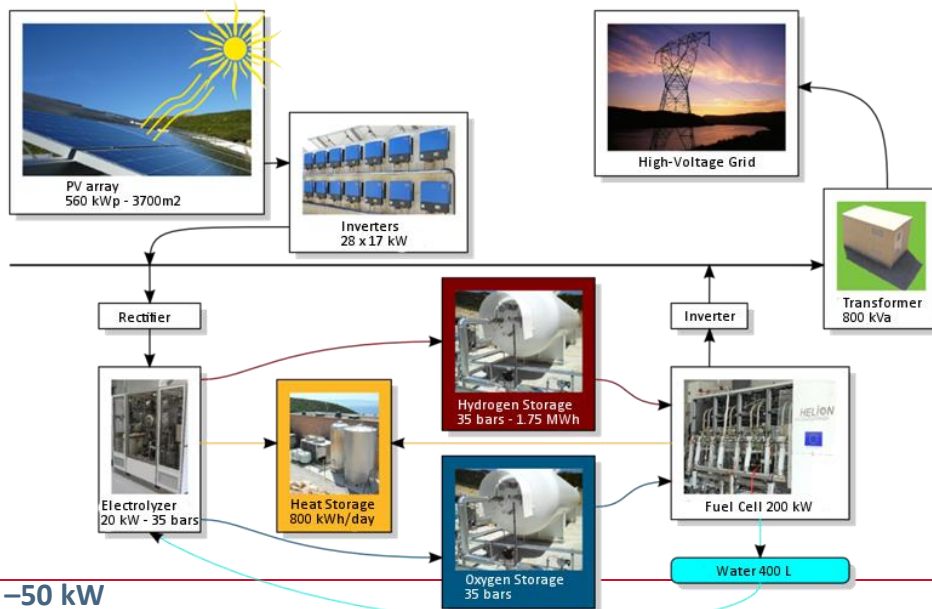 PV array
560 kWp - 3700m2
Inverters
28 x 17 kW
High-Voltage Grid
Transformer
800 kVa
Rectifier
Inverter
Hydrogen Storage
35 bars - 1.75 MWh
HELION
Electrolyzer
20 kW - 35 bars
Heat Storage
800 kWh/day
Fuel Cell 200 kW
Oxygen Storage
35 bars
Water 400 L
–50 kW